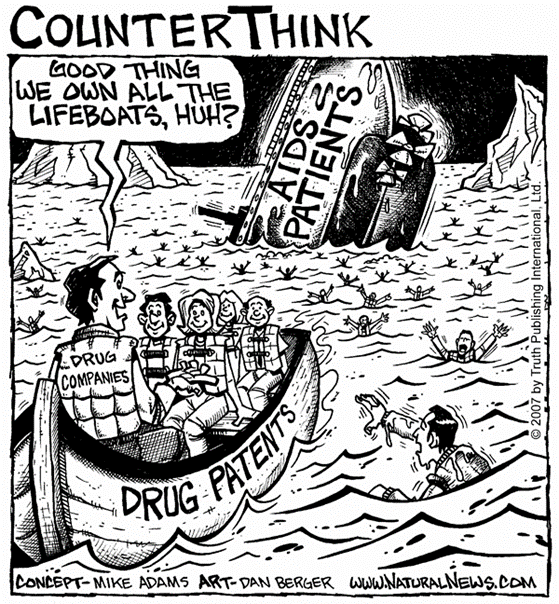 COUNTERTHINK
GOOD THING
WE OWN ALL THE
LIFEBOATS, HUH?
AIDS
PATIENTS
DRUG
COMPANIES
DRUG PATENTS
© 2007 by Truth Publishing International, Ltd.
CONCEPT-MIKE ADAMS ART-DAN BERGER WWW.NATURALNEWS.COM